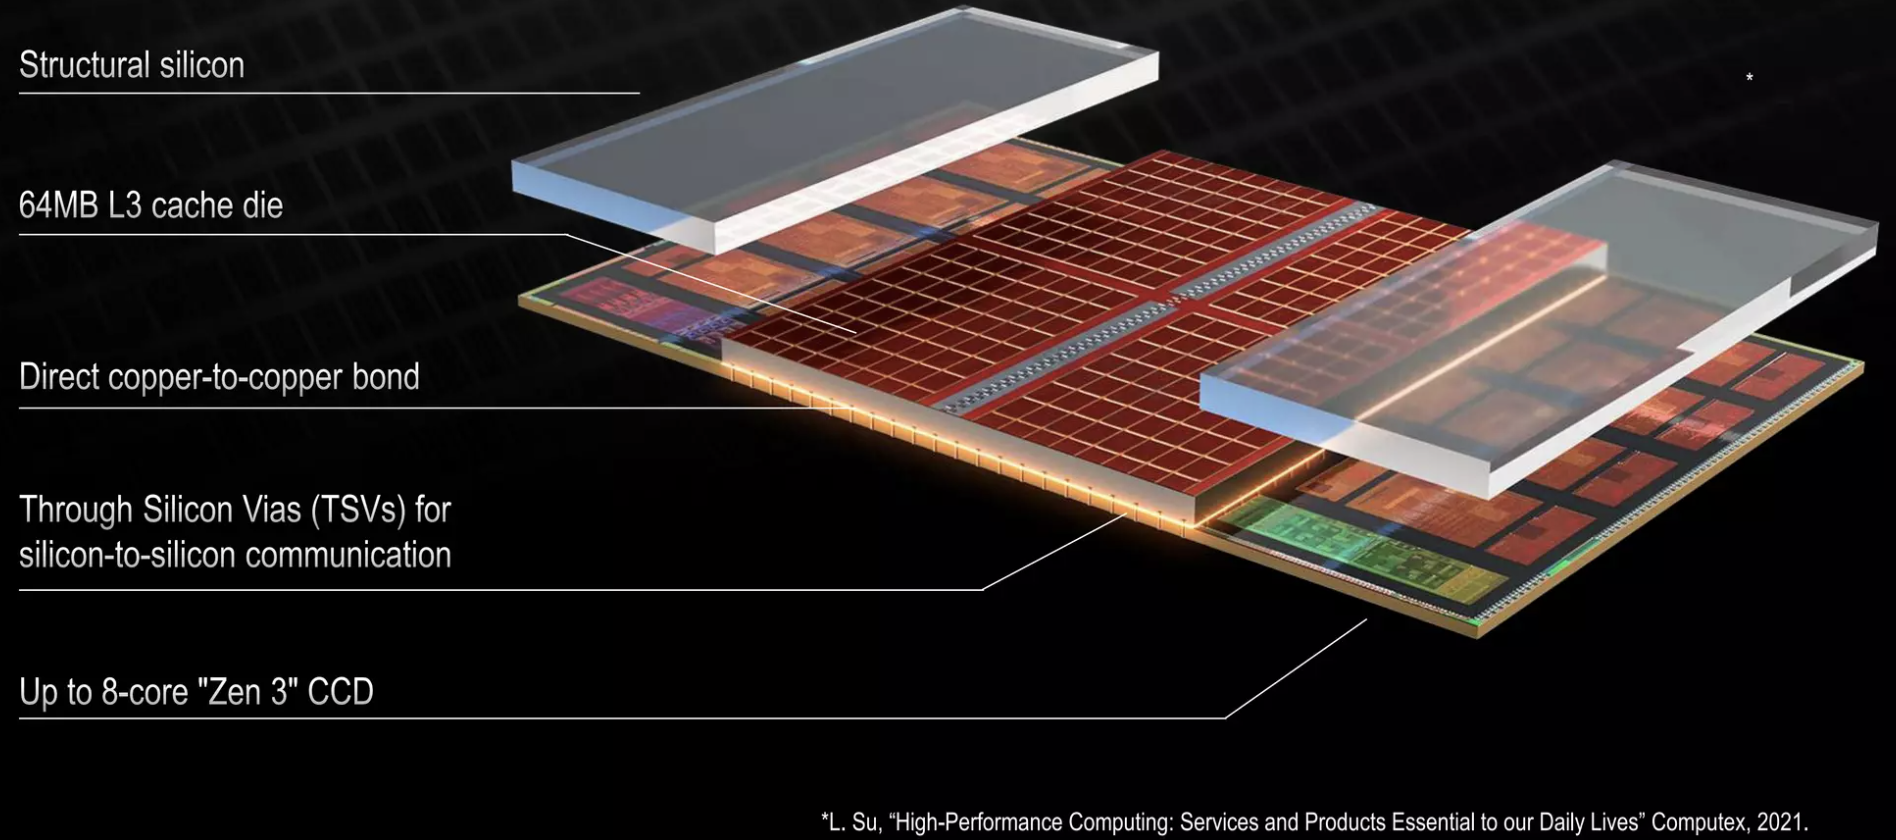 Structural silicon
*
64MB L3 cache die
Direct copper-to-copper bond
Through Silicon Vias (TSVs) for
silicon-to-silicon communication
Up to 8-core "Zen 3" CCD
*L. Su, “High-Performance Computing: Services and Products Essential to our Daily Lives” Computex, 2021.